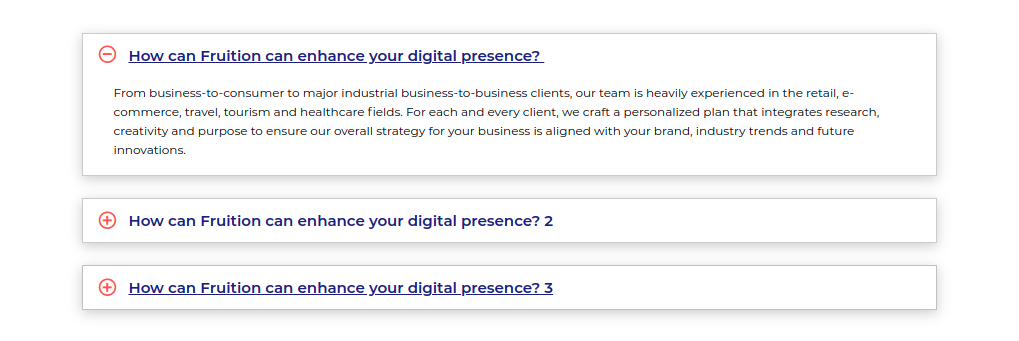 How can Fruition can enhance your digital presence?
From business-to-consumer to major industrial business-to-business clients, our team is heavily experienced in the retail, e-
commerce, travel, tourism and healthcare fields. For each and every client, we craft a personalized plan that integrates research,
creativity and purpose to ensure our overall strategy for your business is aligned with your brand, industry trends and future
innovations.
How can Fruition can enhance your digital presence? 2
How can Fruition can enhance your digital presence? 3